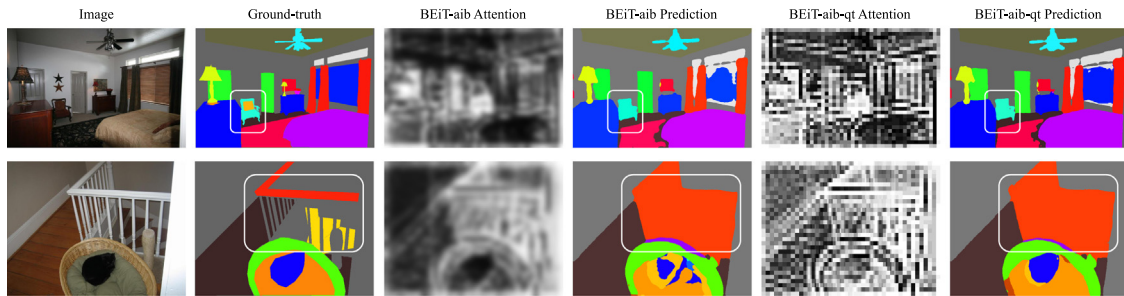 Image
Ground-truth
BEiT-aib Attention
BEiT-aib Prediction
BEiT-aib-qt Attention
BEiT-aib-qt Prediction